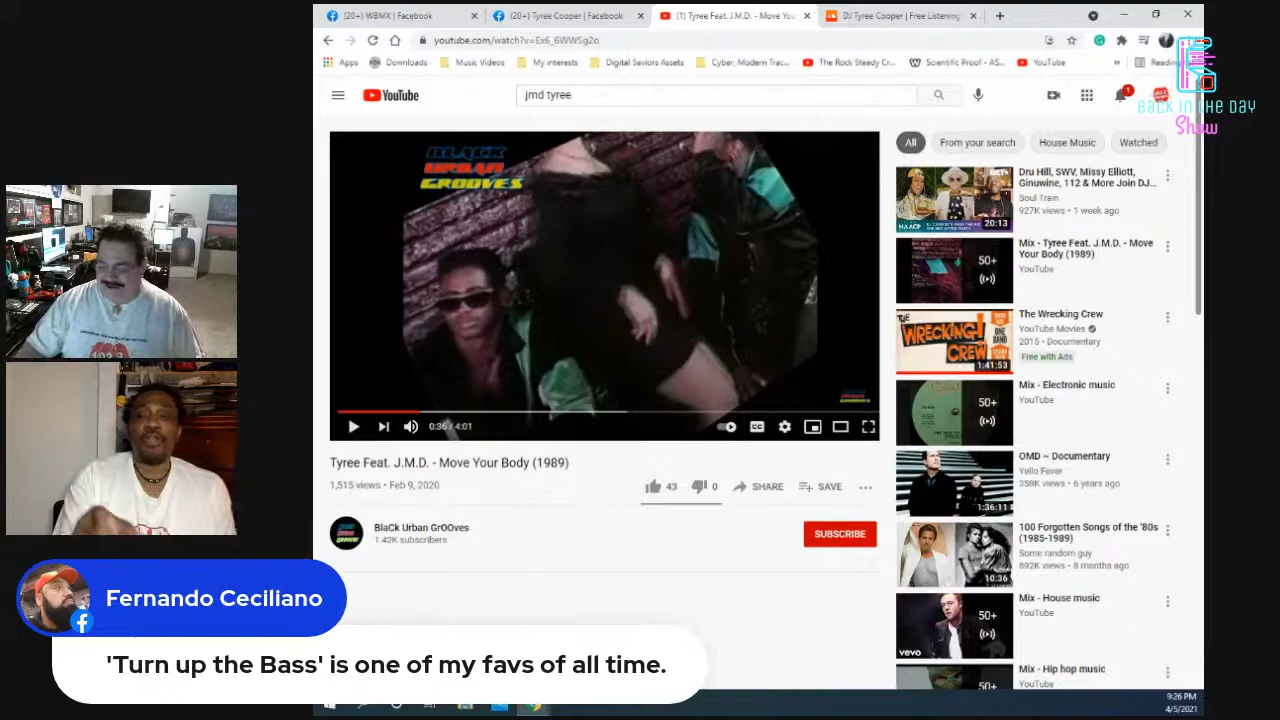 (20+) WBMX | Facebook
(20+) Tyree Cooper | Facebook
(1) Tyree Feat. J.M.D. - Move You
DJ Tyree Cooper | Free Listening
youtube.com/watch?v=Ex6_6WWSg2o
Apps
Downloads
Music Videos
My interests
Digital Saviors Assets
Cyber, Modern Trac...
The Rock Steady Cr...
Scientific Proof - AS...
YouTube
»
Reading
YouTube
jmd tyree
1
BACK IN THE DAY
Show
BLACK
URBAN
GROOVES
0:36 / 4:01
CC
Tyree Feat. J.M.D. - Move Your Body (1989)
1,515 views • Feb 9, 2020
43
0
SHARE
SAVE
BlaCk Urban GrOOves
1.42K subscribers
SUBSCRIBE
All
From your search
House Music
Watched
Dru Hill, SWV, Missy Elliott,
Ginuwine, 112 & More Join DJ...
Soul Train
927K views • 1 week ago
NAACP
20:13
Mix - Tyree Feat. J.M.D. - Move
Your Body (1989)
YouTube
50+
The Wrecking Crew
YouTube Movies
2015 • Documentary
Free with Ads
THE
WRECKING
CREW
1:41:53
Mix - Electronic music
YouTube
50+
OMD ~ Documentary
Yello Fever
358K views • 6 years ago
1:36:11
100 Forgotten Songs of the '80s
(1985-1989)
Some random guy
892K views • 8 months ago
10:36
Mix - House music
YouTube
50+
vevo
Mix - Hip hop music
YouTube
50+
9:26 PM
4/5/2021
102.3
Fernando Ceciliano
'Turn up the Bass' is one of my favs of all time.